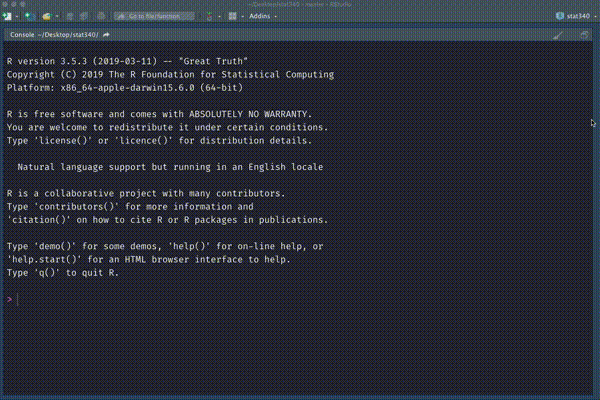 ~/Desktop/stat340 - master - RStudio
Go to file/function
Addins
stat340
Console ~/Desktop/stat340/
R version 3.5.3 (2019-03-11) -- "Great Truth"
Copyright (C) 2019 The R Foundation for Statistical Computing
Platform: x86_64-apple-darwin15.6.0 (64-bit)
R is free software and comes with ABSOLUTELY NO WARRANTY.
You are welcome to redistribute it under certain conditions.
Type 'license()' or 'licence()' for distribution details.
Natural language support but running in an English locale
R is a collaborative project with many contributors.
Type 'contributors()' for more information and
'citation()' on how to cite R or R packages in publications.
Type 'demo()' for some demos, 'help()' for on-line help, or
'help.start()' for an HTML browser interface to help.
Type 'q()' to quit R.
>